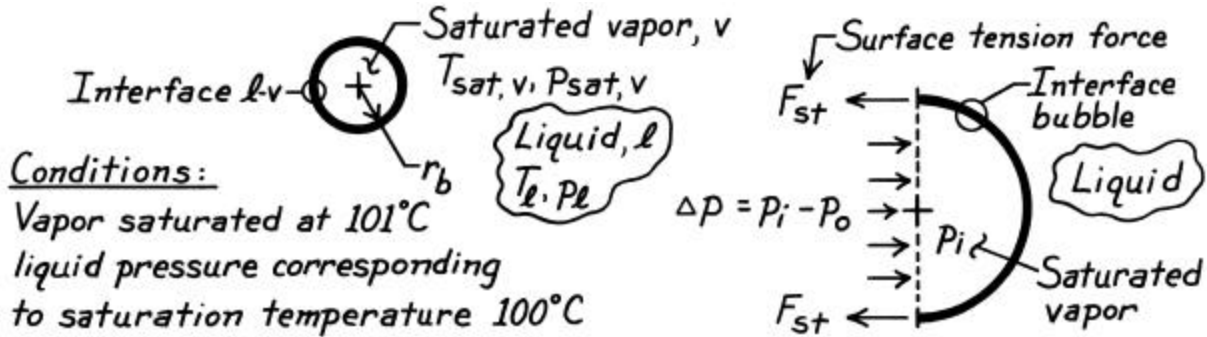 Saturated vapor, v
Interface ℓ-v
Tsat, v, Psat, v
Liquid, ℓ
Tℓ, Pℓ
rb
Conditions:
Vapor saturated at 101°C
liquid pressure corresponding
to saturation temperature 100°C
Surface tension force
Fst
Interface
bubble
Liquid
ΔP = Pi - Po
Pi
Saturated
vapor
Fst